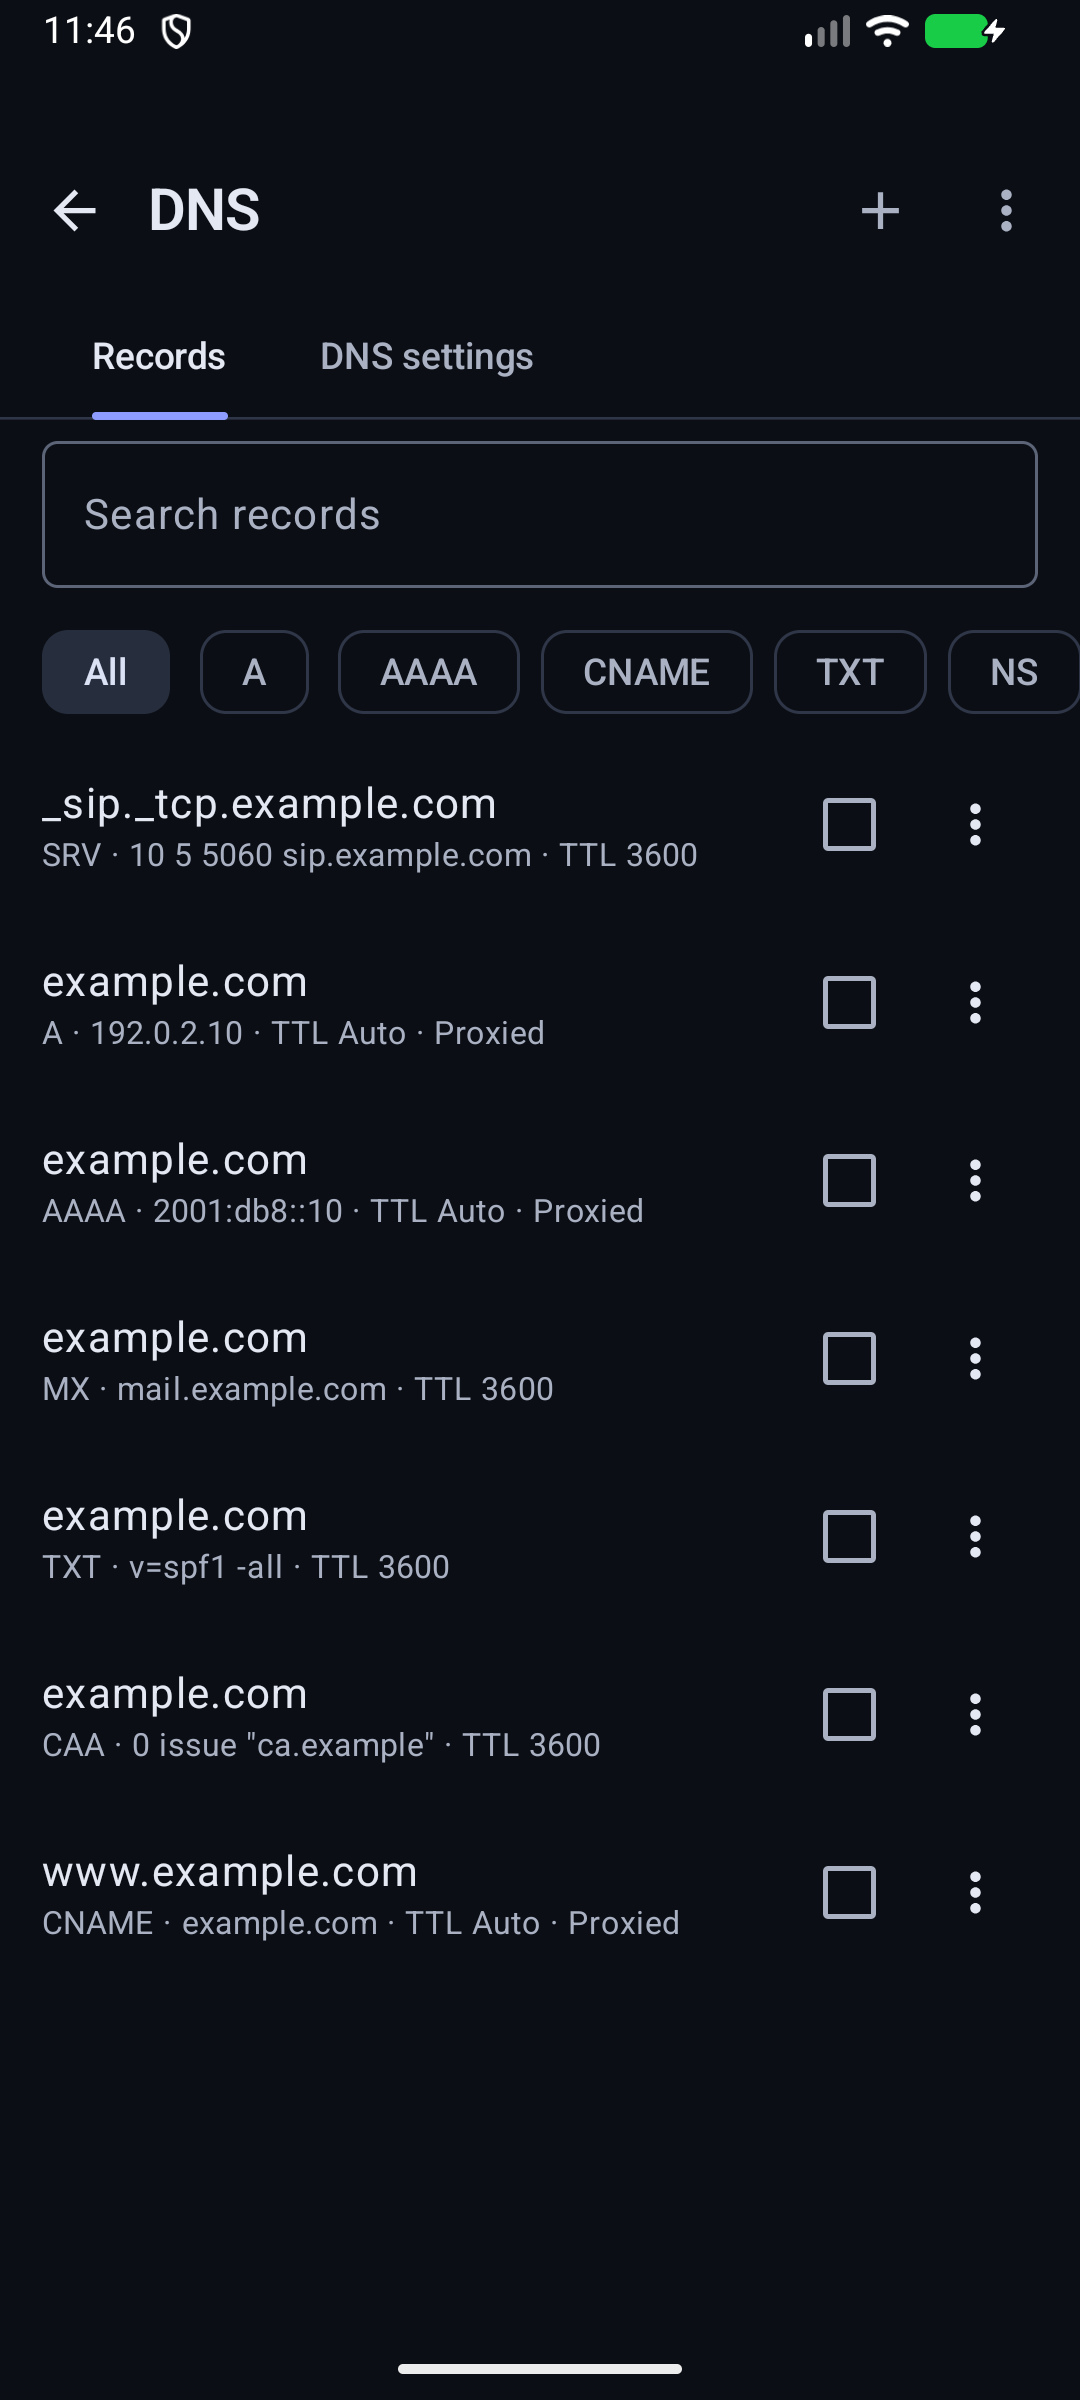 11:46
DNS
Records DNS settings
Search records
All A AAAA CNAME TXT NS
_sip._tcp.example.com
SRV · 10 5 5060 sip.example.com · TTL 3600
example.com
A · 192.0.2.10 · TTL Auto · Proxied
example.com
AAAA · 2001:db8::10 · TTL Auto · Proxied
example.com
MX · mail.example.com · TTL 3600
example.com
TXT · v=spf1 -all · TTL 3600
example.com
CAA · 0 issue "ca.example" · TTL 3600
www.example.com
CNAME · example.com · TTL Auto · Proxied